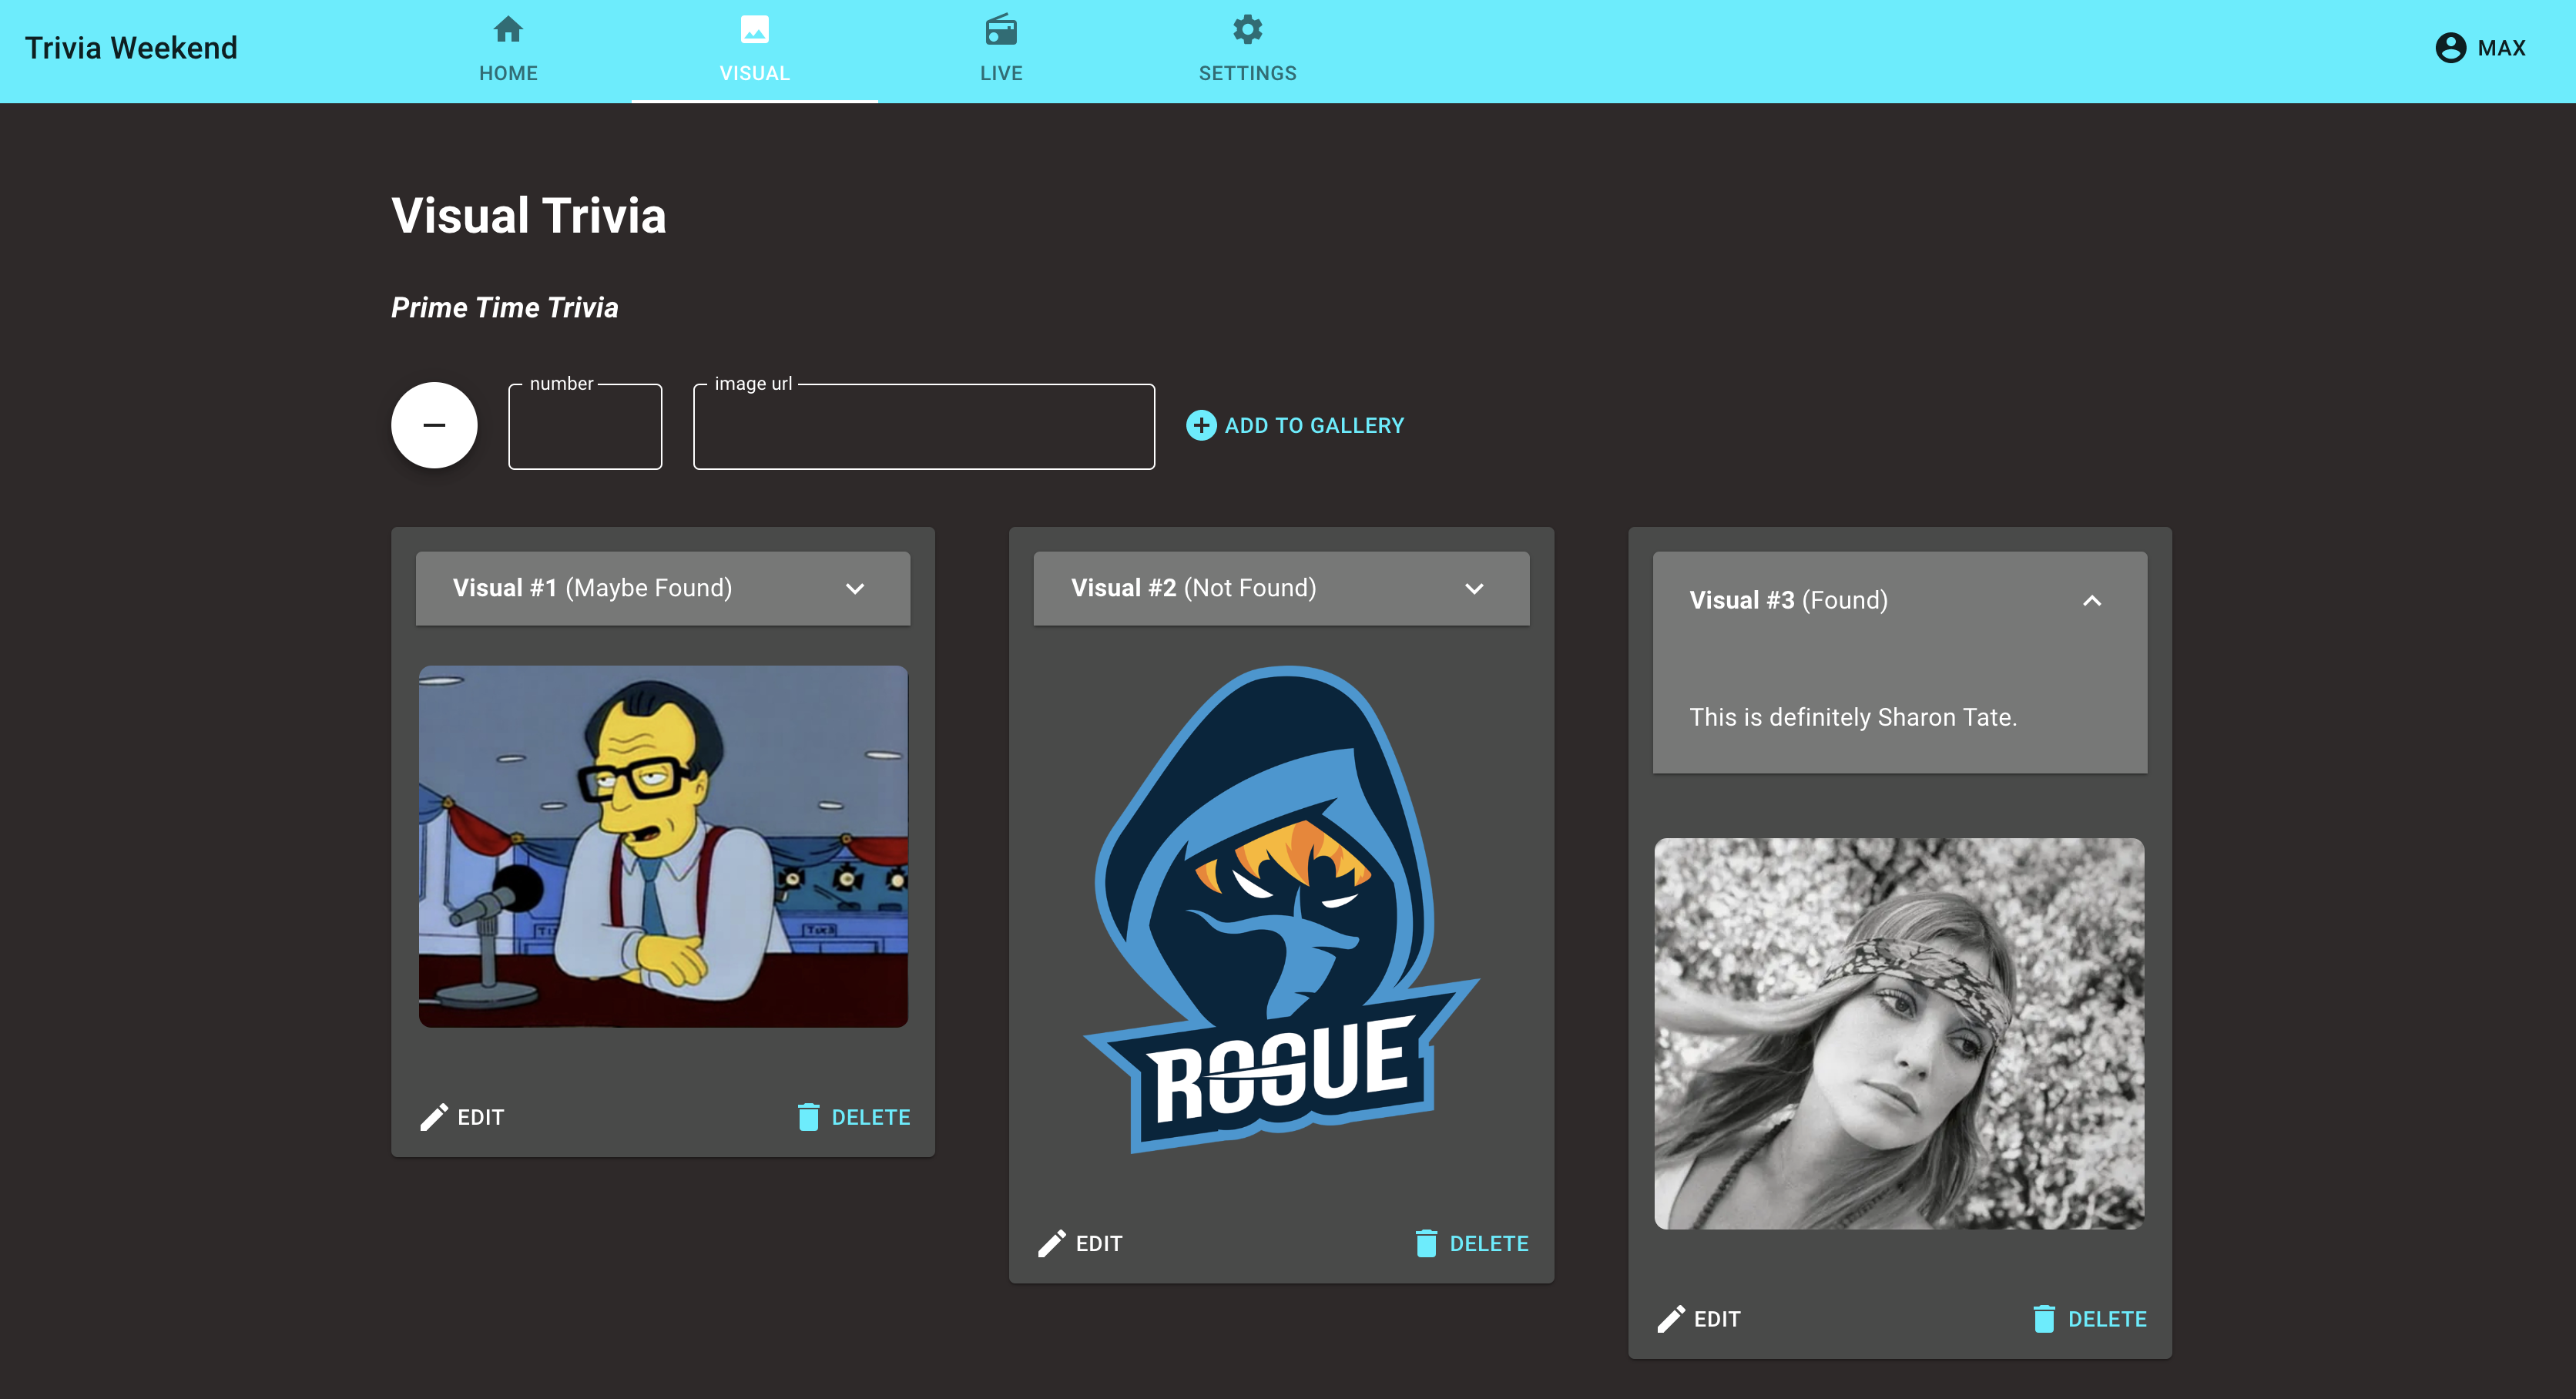 Trivia Weekend
HOME
VISUAL
LIVE
SETTINGS
MAX
Visual Trivia
Prime Time Trivia
number
image url
ADD TO GALLERY
Visual #1 (Maybe Found)
EDIT
DELETE
Visual #2 (Not Found)
ROGUE
EDIT
DELETE
Visual #3 (Found)
This is definitely Sharon Tate.
EDIT
DELETE